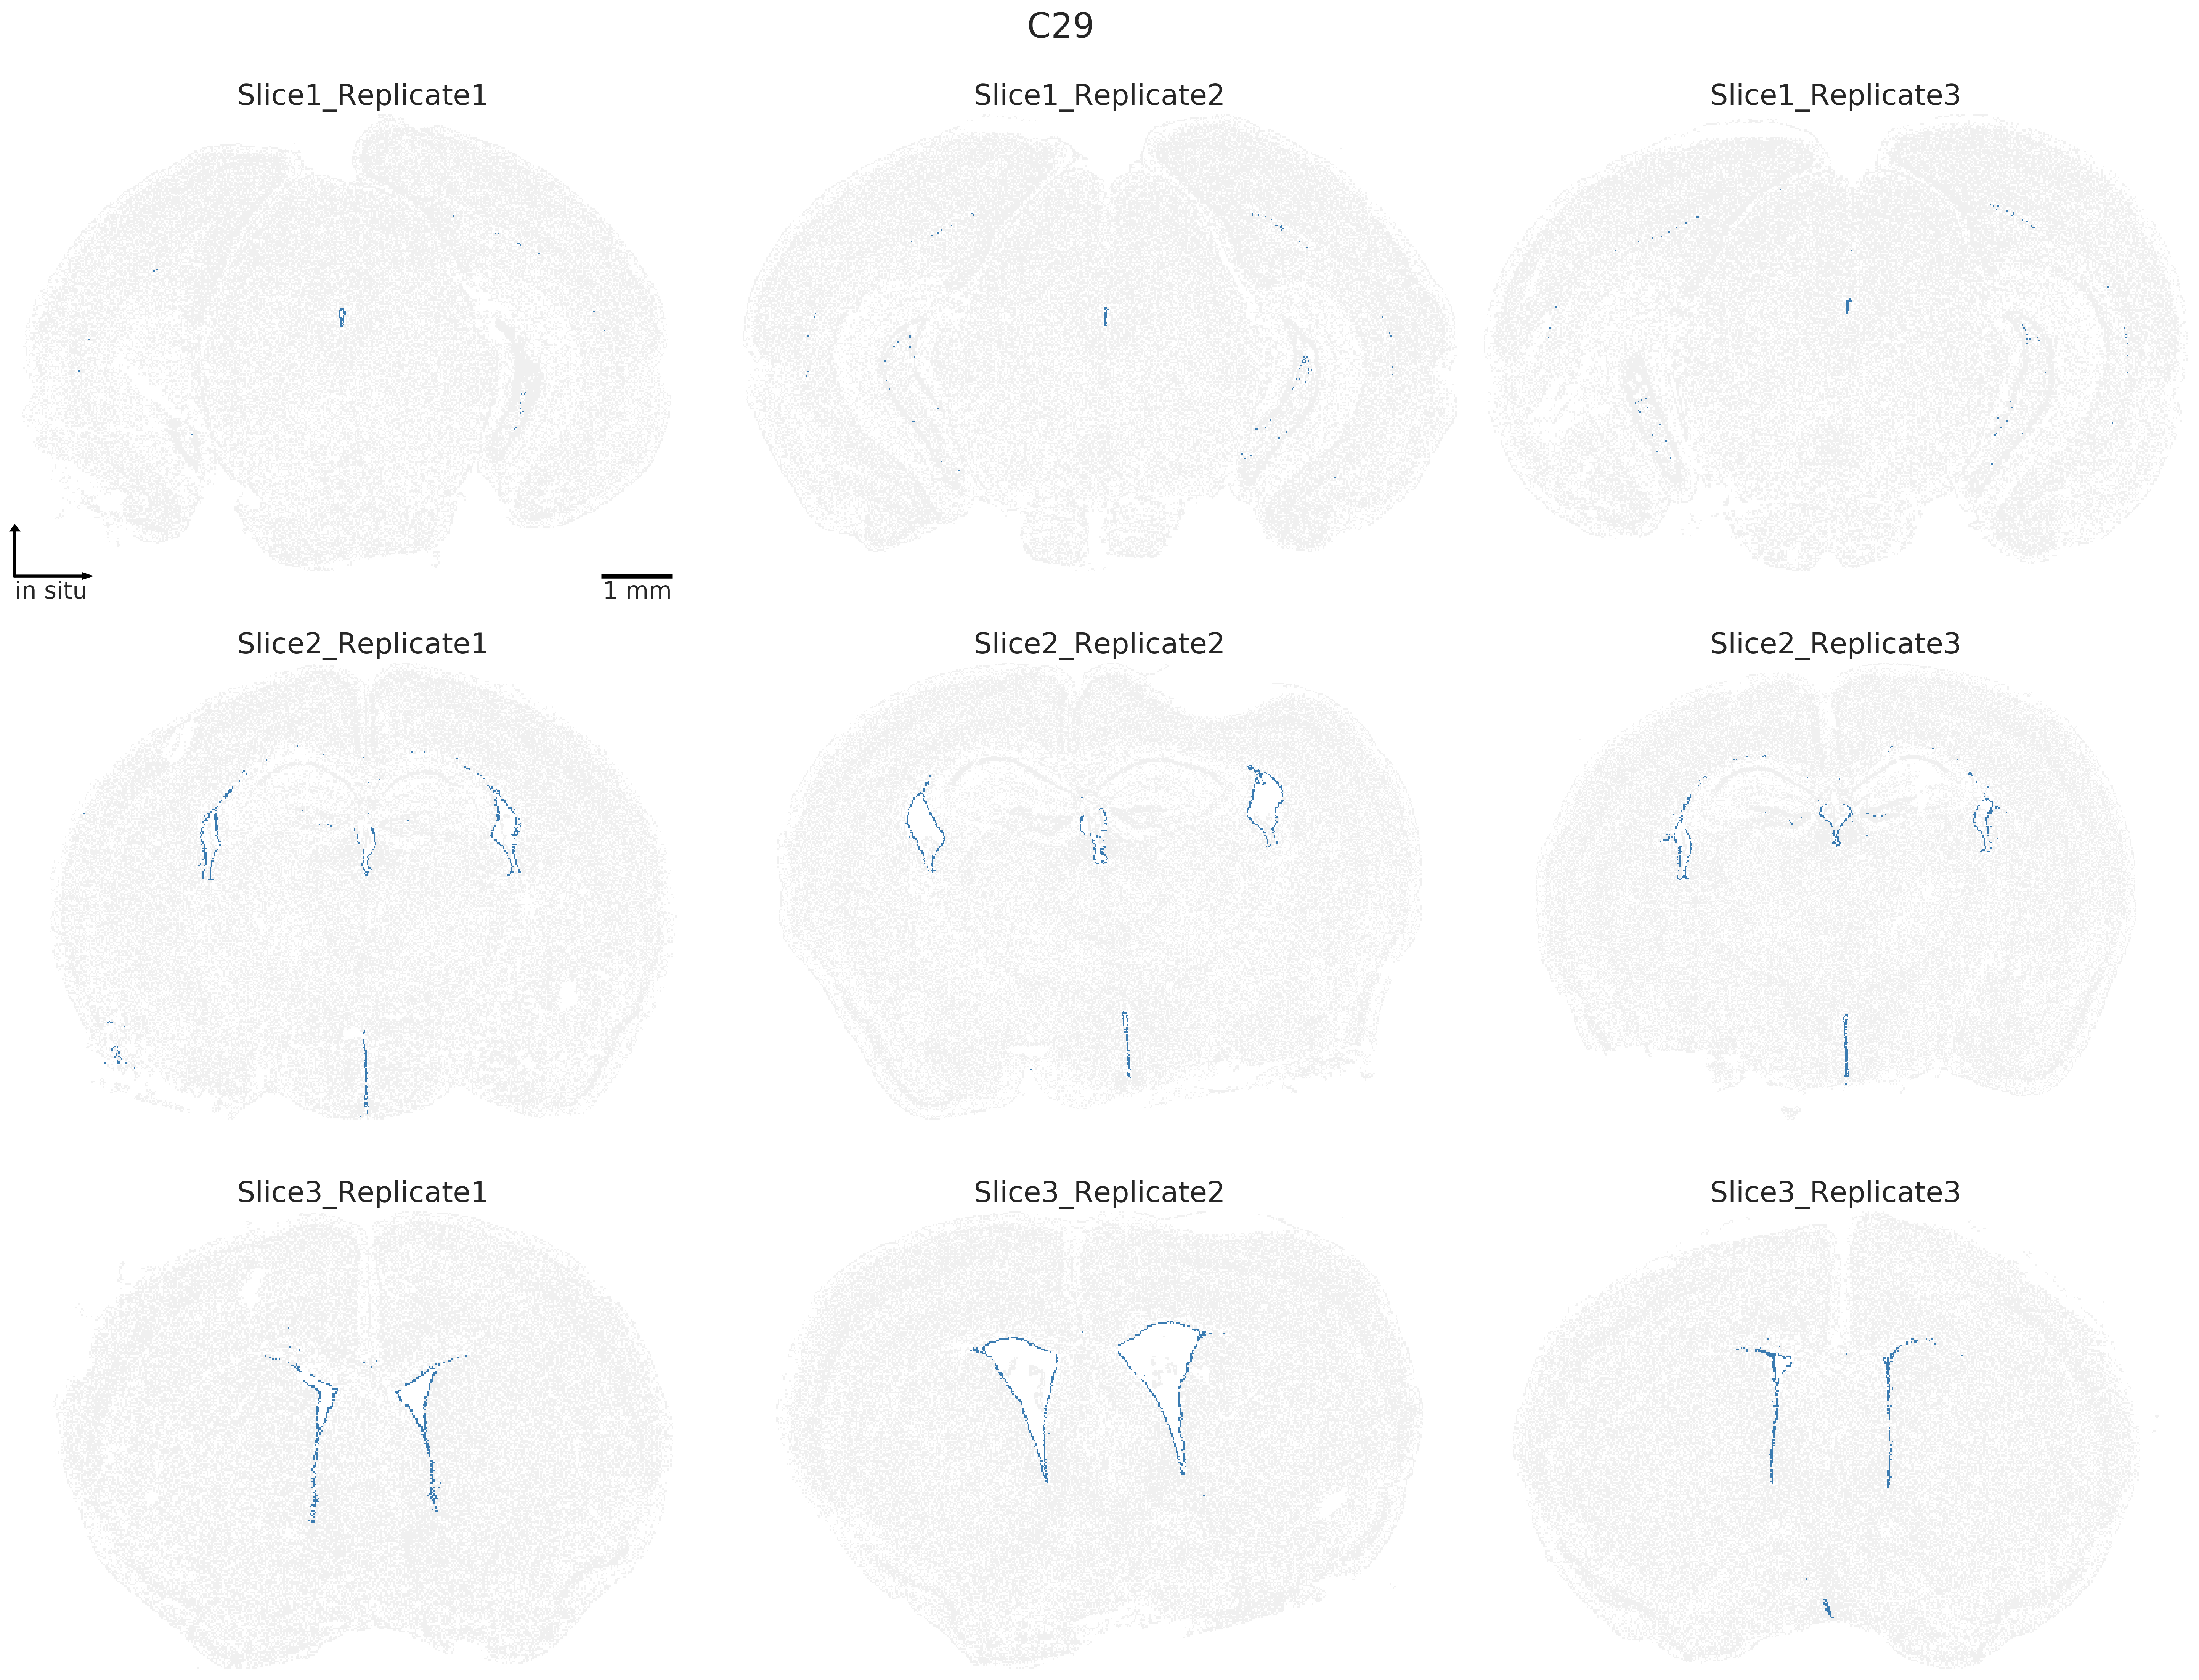 C29
Slice1_Replicate1
Slice1_Replicate2
Slice1_Replicate3
in situ
1 mm
Slice2_Replicate1
Slice2_Replicate2
Slice2_Replicate3
Slice3_Replicate1
Slice3_Replicate2
Slice3_Replicate3